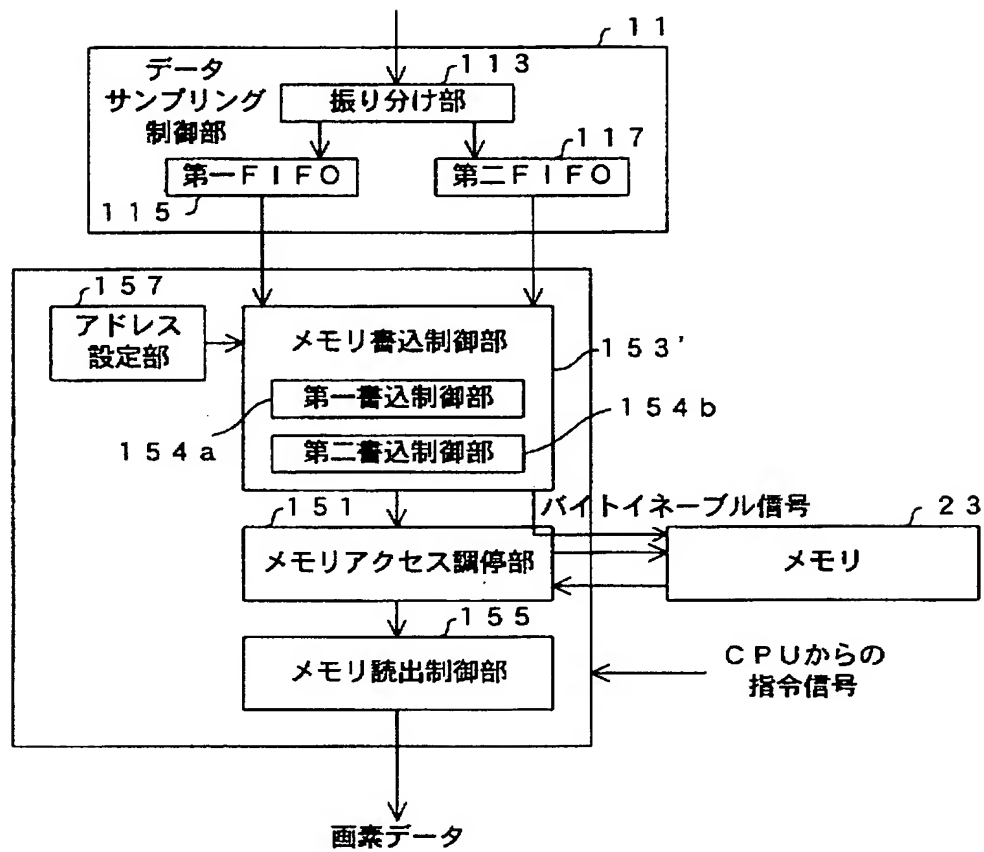 １１
データ
サンプリング
制御部
１１３
振り分け部
１１７
第一ＦＩＦＯ
第二ＦＩＦＯ
１１５
１５７
アドレス
設定部
メモリ書込制御部
１５３'
第一書込制御部
１５４ａ
１５４ｂ
第二書込制御部
バイトイネーブル信号
１５１
２３
メモリアクセス調停部
メモリ
１５５
メモリ読出制御部
ＣＰＵからの
指令信号
画素データ